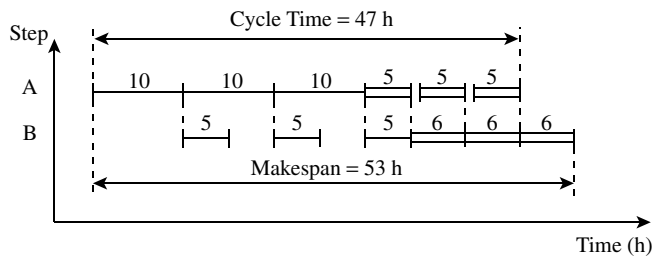 Cycle Time = 47 h
Step
A 10 10 10 5 5 5
B 5 5 5 6 6 6
Makespan = 53 h
Time (h)